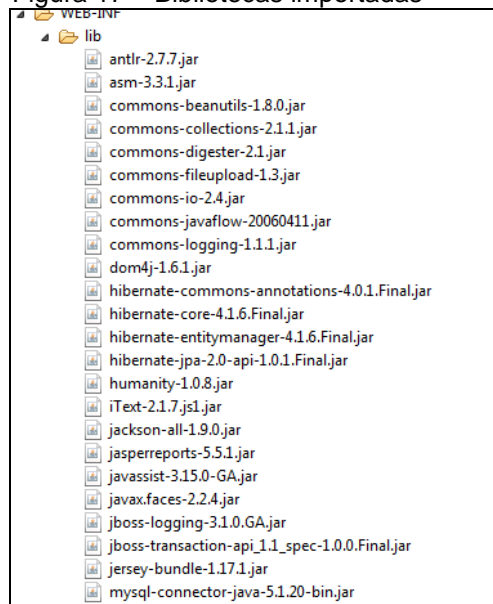 Figura 17 – Bibliotecas importadas
WEB-INF
lib
antlr-2.7.7.jar
asm-3.3.1.jar
commons-beanutils-1.8.0.jar
commons-collections-2.1.1.jar
commons-digester-2.1.jar
commons-fileupload-1.3.jar
commons-io-2.4.jar
commons-javaflow-20060411.jar
commons-logging-1.1.1.jar
dom4j-1.6.1.jar
hibernate-commons-annotations-4.0.1.Final.jar
hibernate-core-4.1.6.Final.jar
hibernate-entitymanager-4.1.6.Final.jar
hibernate-jpa-2.0-api-1.0.1.Final.jar
humanity-1.0.8.jar
iText-2.1.7.js1.jar
jackson-all-1.9.0.jar
jasperreports-5.5.1.jar
javassist-3.15.0-GA.jar
javax.faces-2.2.4.jar
jboss-logging-3.1.0.GA.jar
jboss-transaction-api_1.1_spec-1.0.0.Final.jar
jersey-bundle-1.17.1.jar
mysql-connector-java-5.1.20-bin.jar